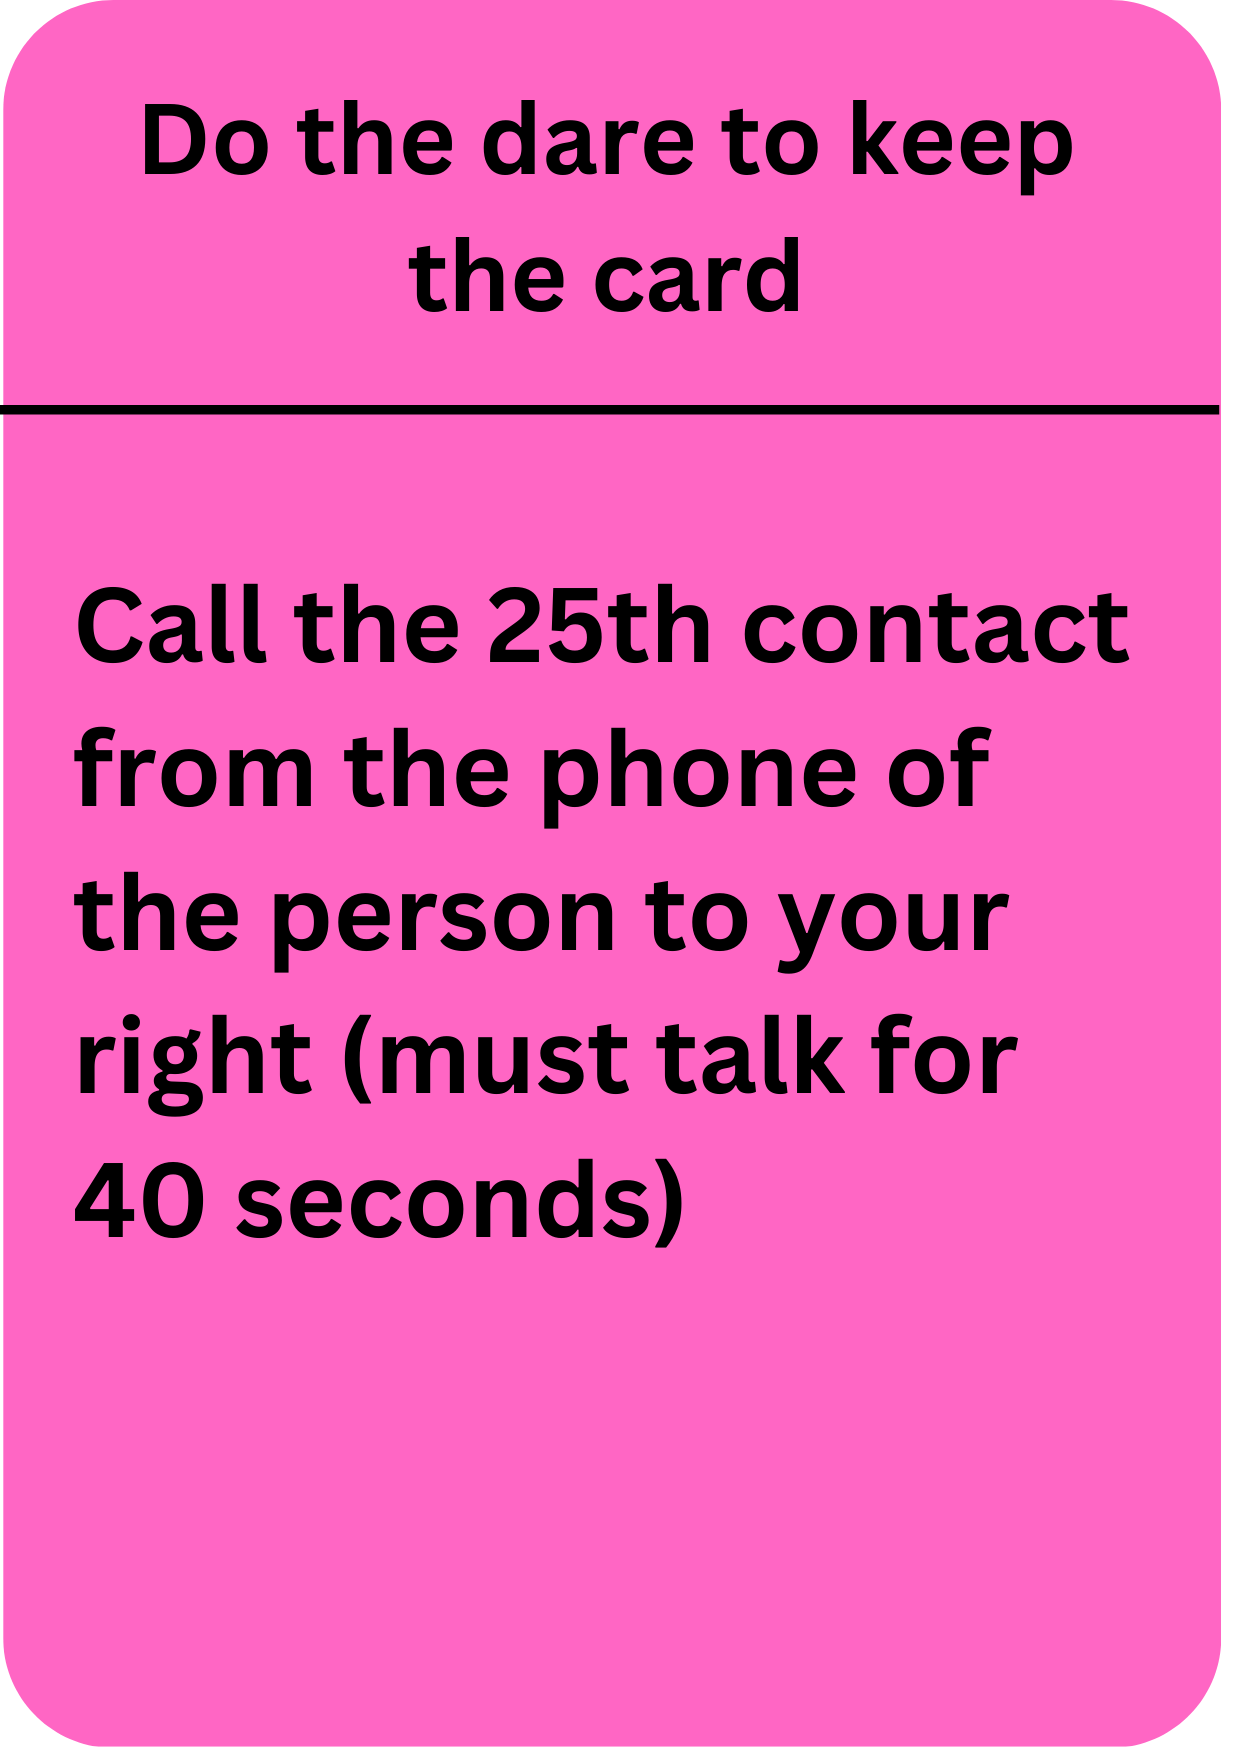 Do the dare to keep
the card
Call the 25th contact
from the phone of
the person to your
right (must talk for
40 seconds)